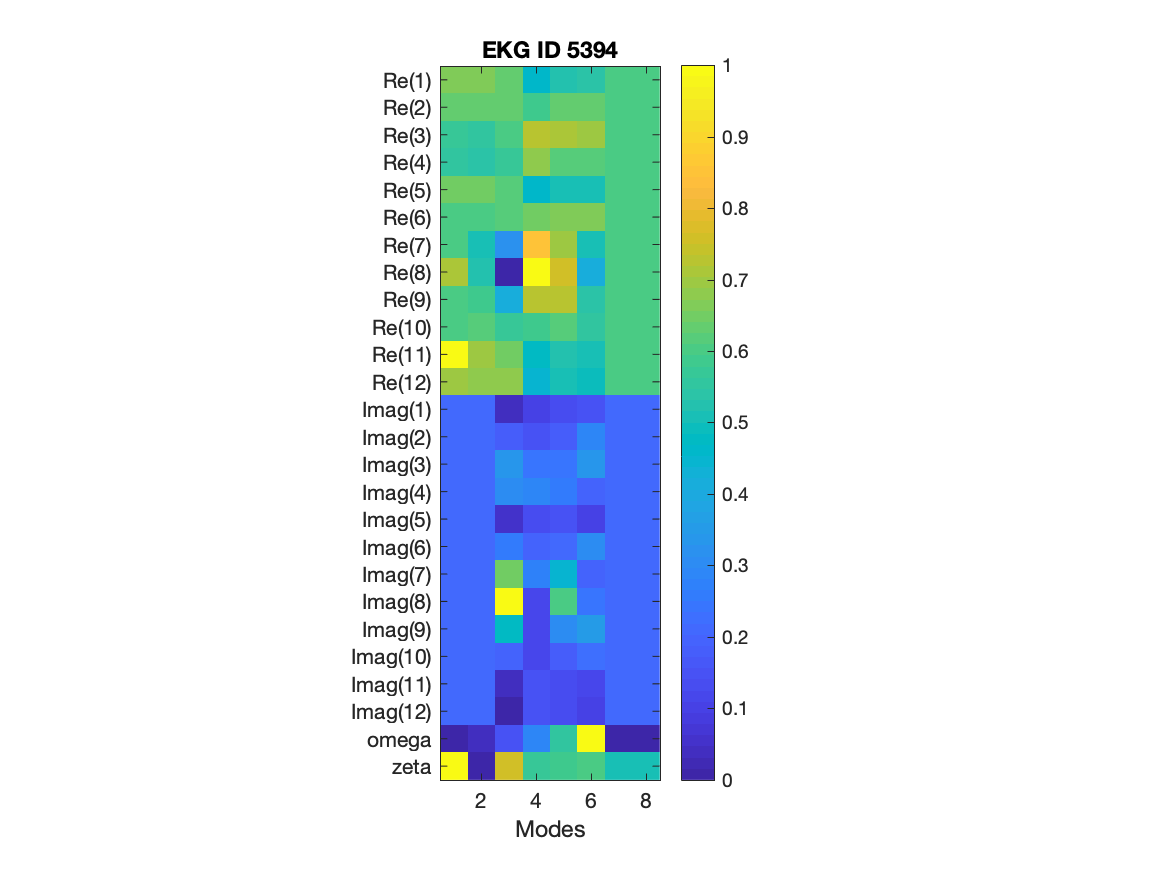 EKG ID 5394
Re(1)
Re(2)
Re(3)
Re(4)
Re(5)
Re(6)
Re(7)
Re(8)
Re(9)
Re(10)
Re(11)
Re(12)
Imag(1)
Imag(2)
Imag(3)
Imag(4)
Imag(5)
Imag(6)
Imag(7)
Imag(8)
Imag(9)
Imag(10)
Imag(11)
Imag(12)
omega
zeta
2 4 6 8
Modes
1
0.9
0.8
0.7
0.6
0.5
0.4
0.3
0.2
0.1
0